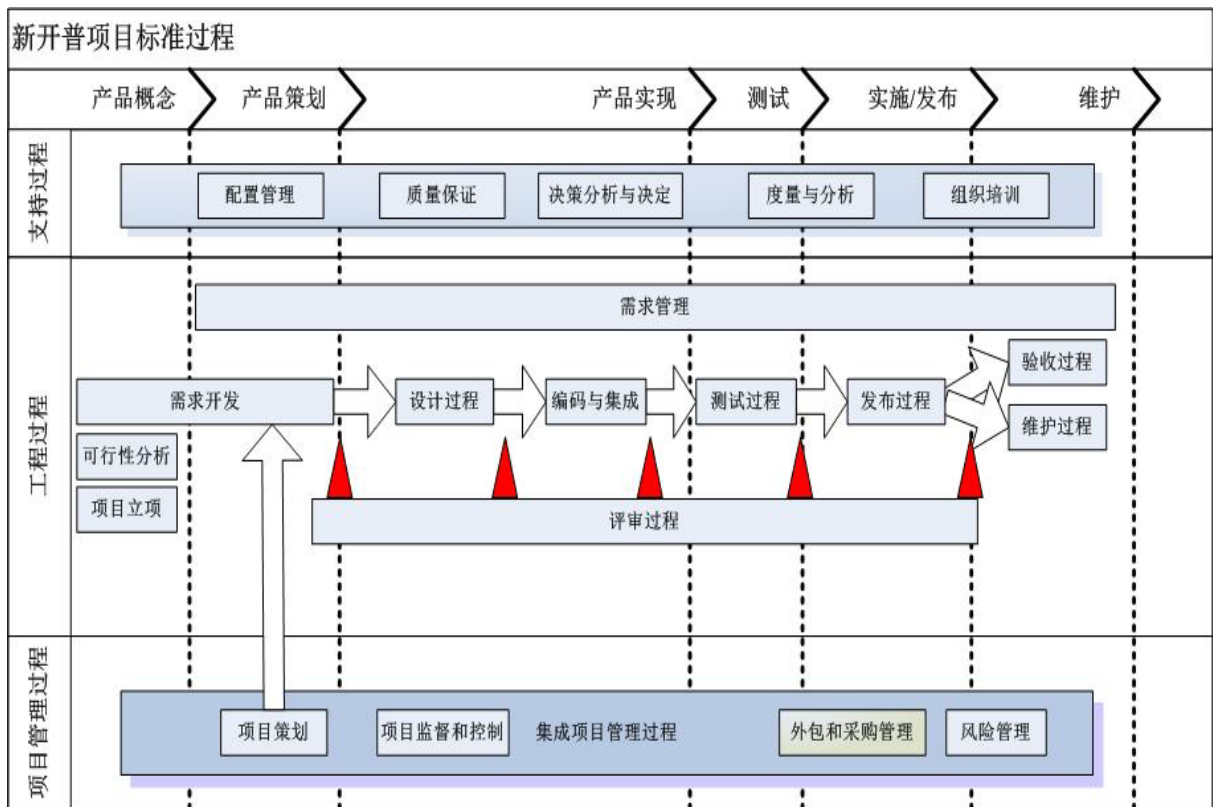 新开普项目标准过程
产品概念
产品策划
产品实现
测试
实施/发布
维护
支持过程
配置管理
质量保证
决策分析与决定
度量与分析
组织培训
工程过程
需求管理
需求开发
设计过程
编码与集成
测试过程
发布过程
验收过程
维护过程
可行性分析
项目立项
评审过程
项目管理过程
项目策划
项目监督和控制
集成项目管理过程
外包和采购管理
风险管理